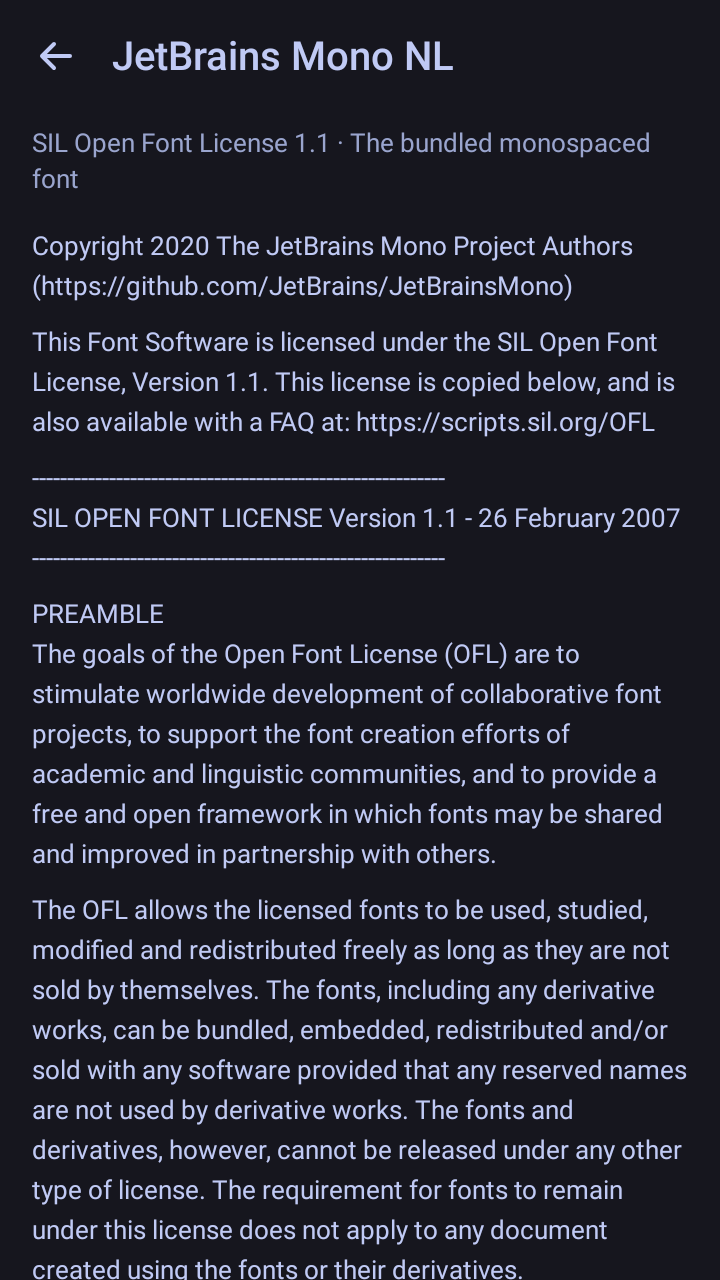 JetBrains Mono NL
SIL Open Font License 1.1 · The bundled monospaced
font
Copyright 2020 The JetBrains Mono Project Authors
(https://github.com/JetBrains/JetBrainsMono)
This Font Software is licensed under the SIL Open Font
License, Version 1.1. This license is copied below, and is
also available with a FAQ at: https://scripts.sil.org/OFL
-----------------------------------------------------------
SIL OPEN FONT LICENSE Version 1.1 - 26 February 2007
-----------------------------------------------------------
PREAMBLE
The goals of the Open Font License (OFL) are to
stimulate worldwide development of collaborative font
projects, to support the font creation efforts of
academic and linguistic communities, and to provide a
free and open framework in which fonts may be shared
and improved in partnership with others.
The OFL allows the licensed fonts to be used, studied,
modified and redistributed freely as long as they are not
sold by themselves. The fonts, including any derivative
works, can be bundled, embedded, redistributed and/or
sold with any software provided that any reserved names
are not used by derivative works. The fonts and
derivatives, however, cannot be released under any other
type of license. The requirement for fonts to remain
under this license does not apply to any document
created using the fonts or their derivatives.